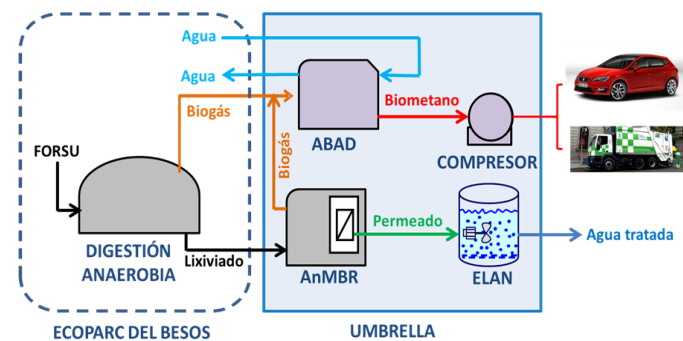 Agua
Agua
Biogás
Biogás
ABAD
Biometano
COMPRESOR
FORSU
DIGESTIÓN
ANAEROBIA
Lixiviado
AnMBR
Permeado
ELAN
Agua tratada
ECOPARC DEL BESOS
UMBRELLA